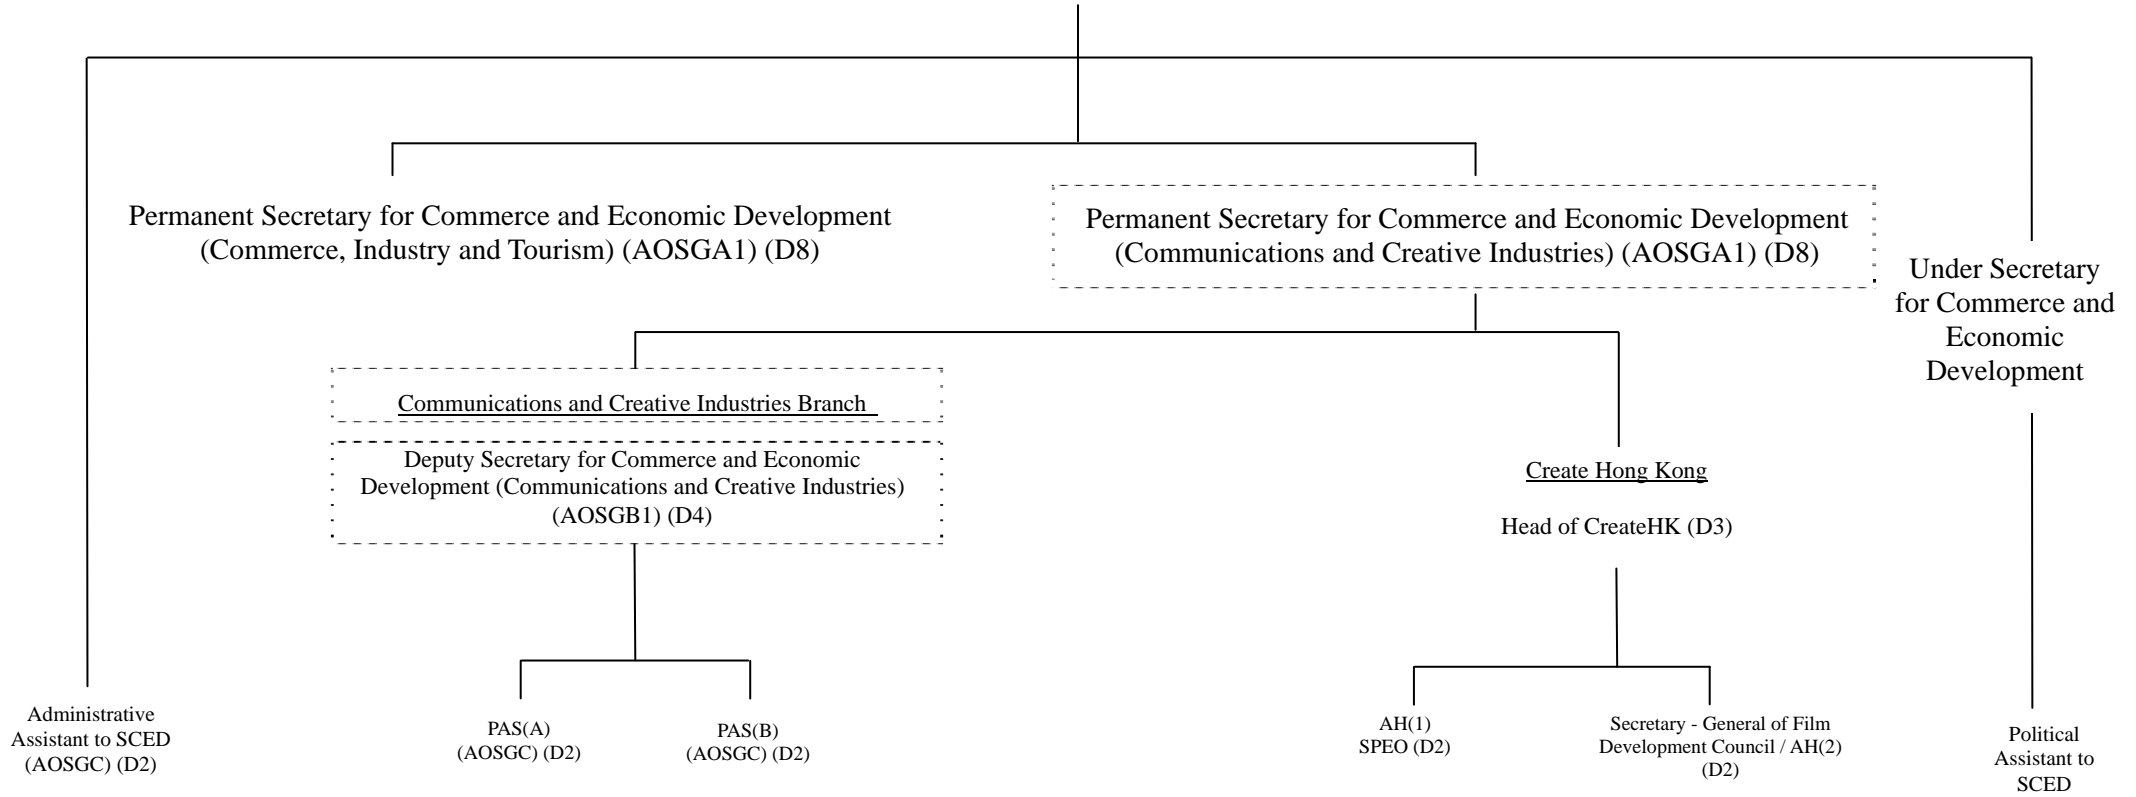 Permanent Secretary for Commerce and Economic Development
(Commerce, Industry and Tourism) (AOSGA1) (D8)
Permanent Secretary for Commerce and Economic Development
(Communications and Creative Industries) (AOSGA1) (D8)
Under Secretary
for Commerce and
Economic
Development
Communications and Creative Industries Branch
Deputy Secretary for Commerce and Economic
Development (Communications and Creative Industries)
(AOSGB1) (D4)
Create Hong Kong
Head of CreateHK (D3)
Administrative
Assistant to SCED
(AOSGC) (D2)
PAS(A)
(AOSGC) (D2)
PAS(B)
(AOSGC) (D2)
AH(1)
SPEO (D2)
Secretary - General of Film
Development Council / AH(2)
(D2)
Political
Assistant to
SCED